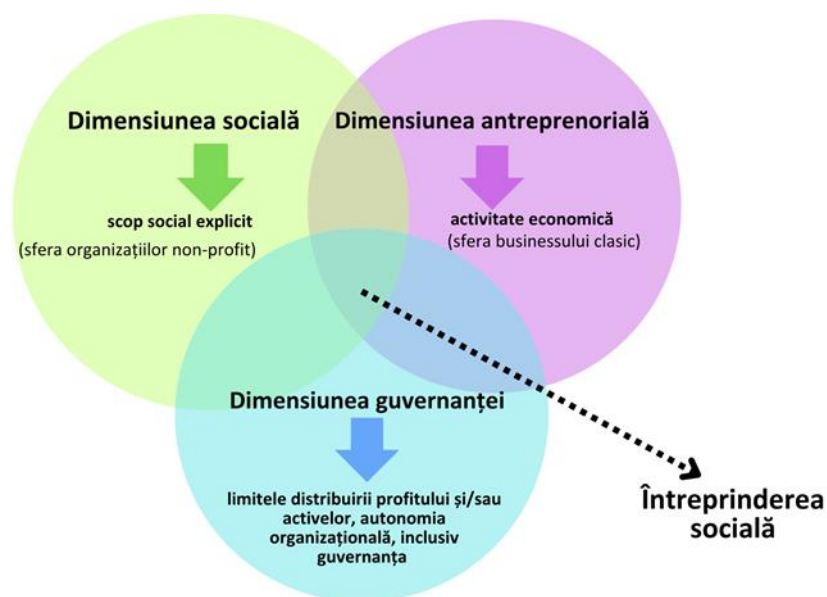 Dimensiunea socială
scop social explicit
(sfera organizațiilor non-profit)
Dimensiunea antreprenorială
activitate economică
(sfera businessului clasic)
Dimensiunea guvernanței
limitele distribuirii profitului și/sau
activelor, autonomia
organizațională, inclusiv
guvernanța
Întreprinderea
socială